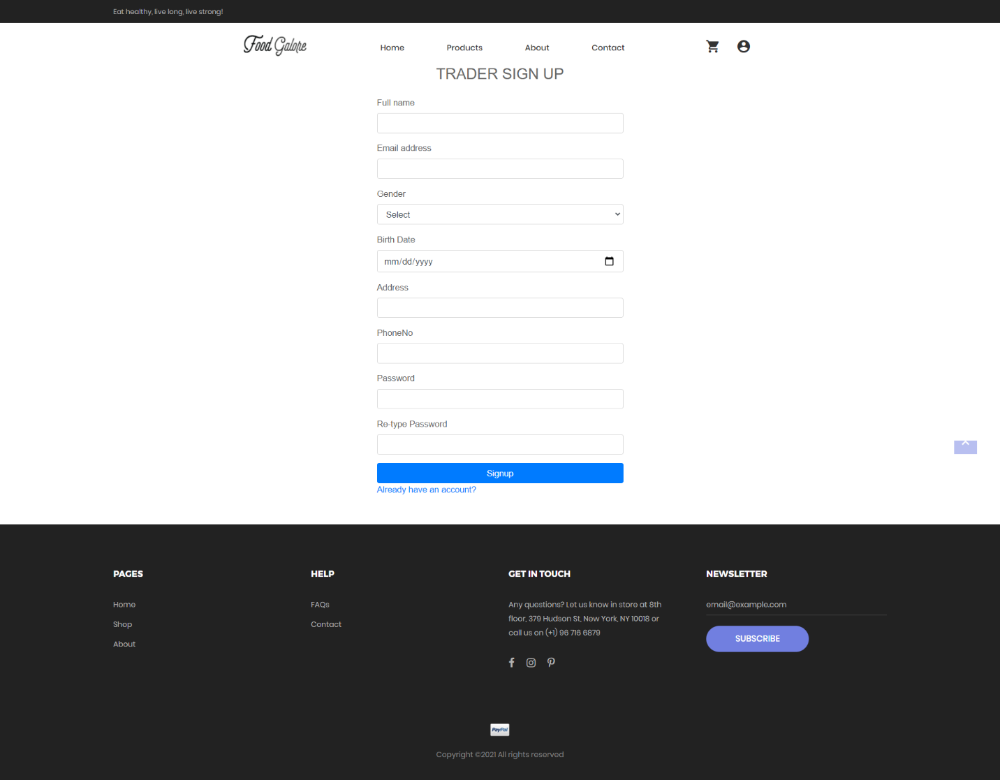 Eat healthy, live long, live strong!
Food Galore
Home
Products
About
Contact
TRADER SIGN UP
Full name
Email address
Gender
Select
Birth Date
mm/dd/yyyy
Address
PhoneNo
Password
Re-type Password
Signup
Already have an account?
PAGES
Home
Shop
About
HELP
FAQs
Contact
GET IN TOUCH
Any questions? Let us know in store at 8th
floor, 379 Hudson St, New York, NY 10018 or
call us on (+1) 96 716 6879
NEWSLETTER
email@example.com
SUBSCRIBE
PayPal
Copyright ©2021 All rights reserved